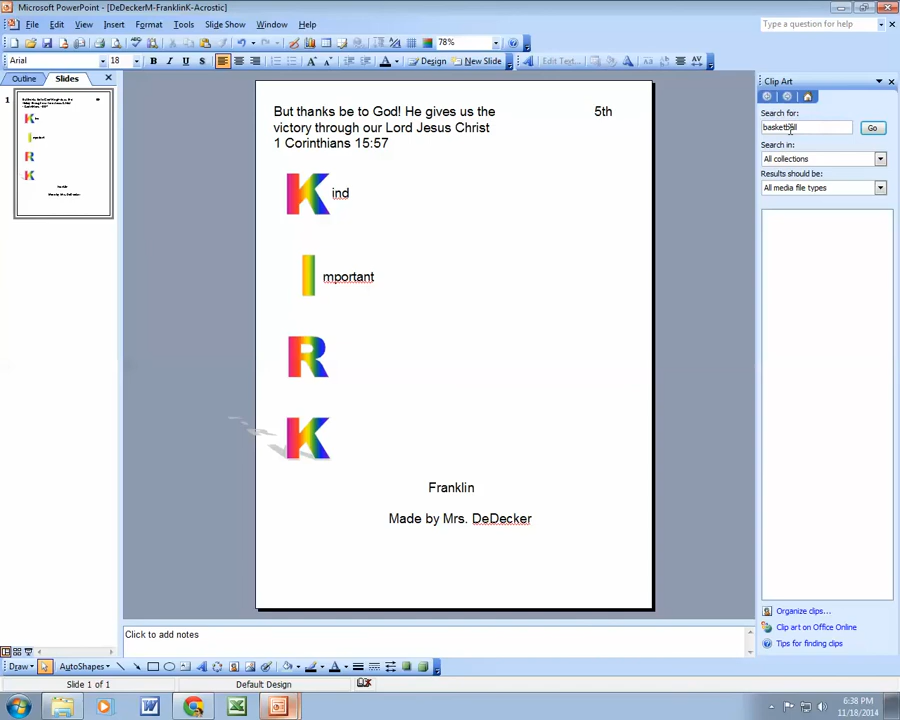 Microsoft PowerPoint - [DeDeckerM-FranklinK-Acrostic]
File Edit View Insert Format Tools Slide Show Window Help
Type a question for help
78%
Arial 18 B I U S Design New Slide Edit Text...
Outline Slides
Clip Art
Search for:
basketball
Go
Search in:
All collections
Results should be:
All media file types
1
But thanks be to God! He gives us the
victory through our Lord Jesus Christ
1 Corinthians 15:57
5th
Kind
Important
R
K
Franklin
Made by Mrs. DeDecker
Organize clips...
Clip art on Office Online
Tips for finding clips
Click to add notes
Draw AutoShapes
Slide 1 of 1 Default Design
6:38 PM
11/18/2014